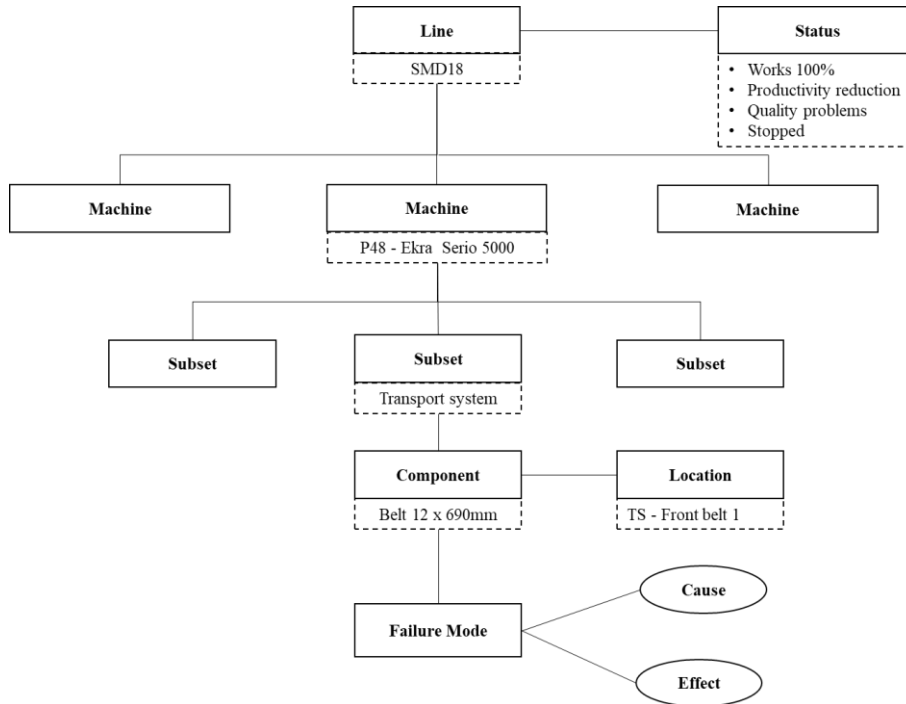 Line
Status
SMD18
• Works 100%
• Productivity reduction
• Quality problems
• Stopped
Machine
Machine
Machine
P48 - Ekra Serio 5000
Subset
Subset
Subset
Transport system
Component
Location
Belt 12 x 690mm
TS - Front belt 1
Cause
Failure Mode
Effect